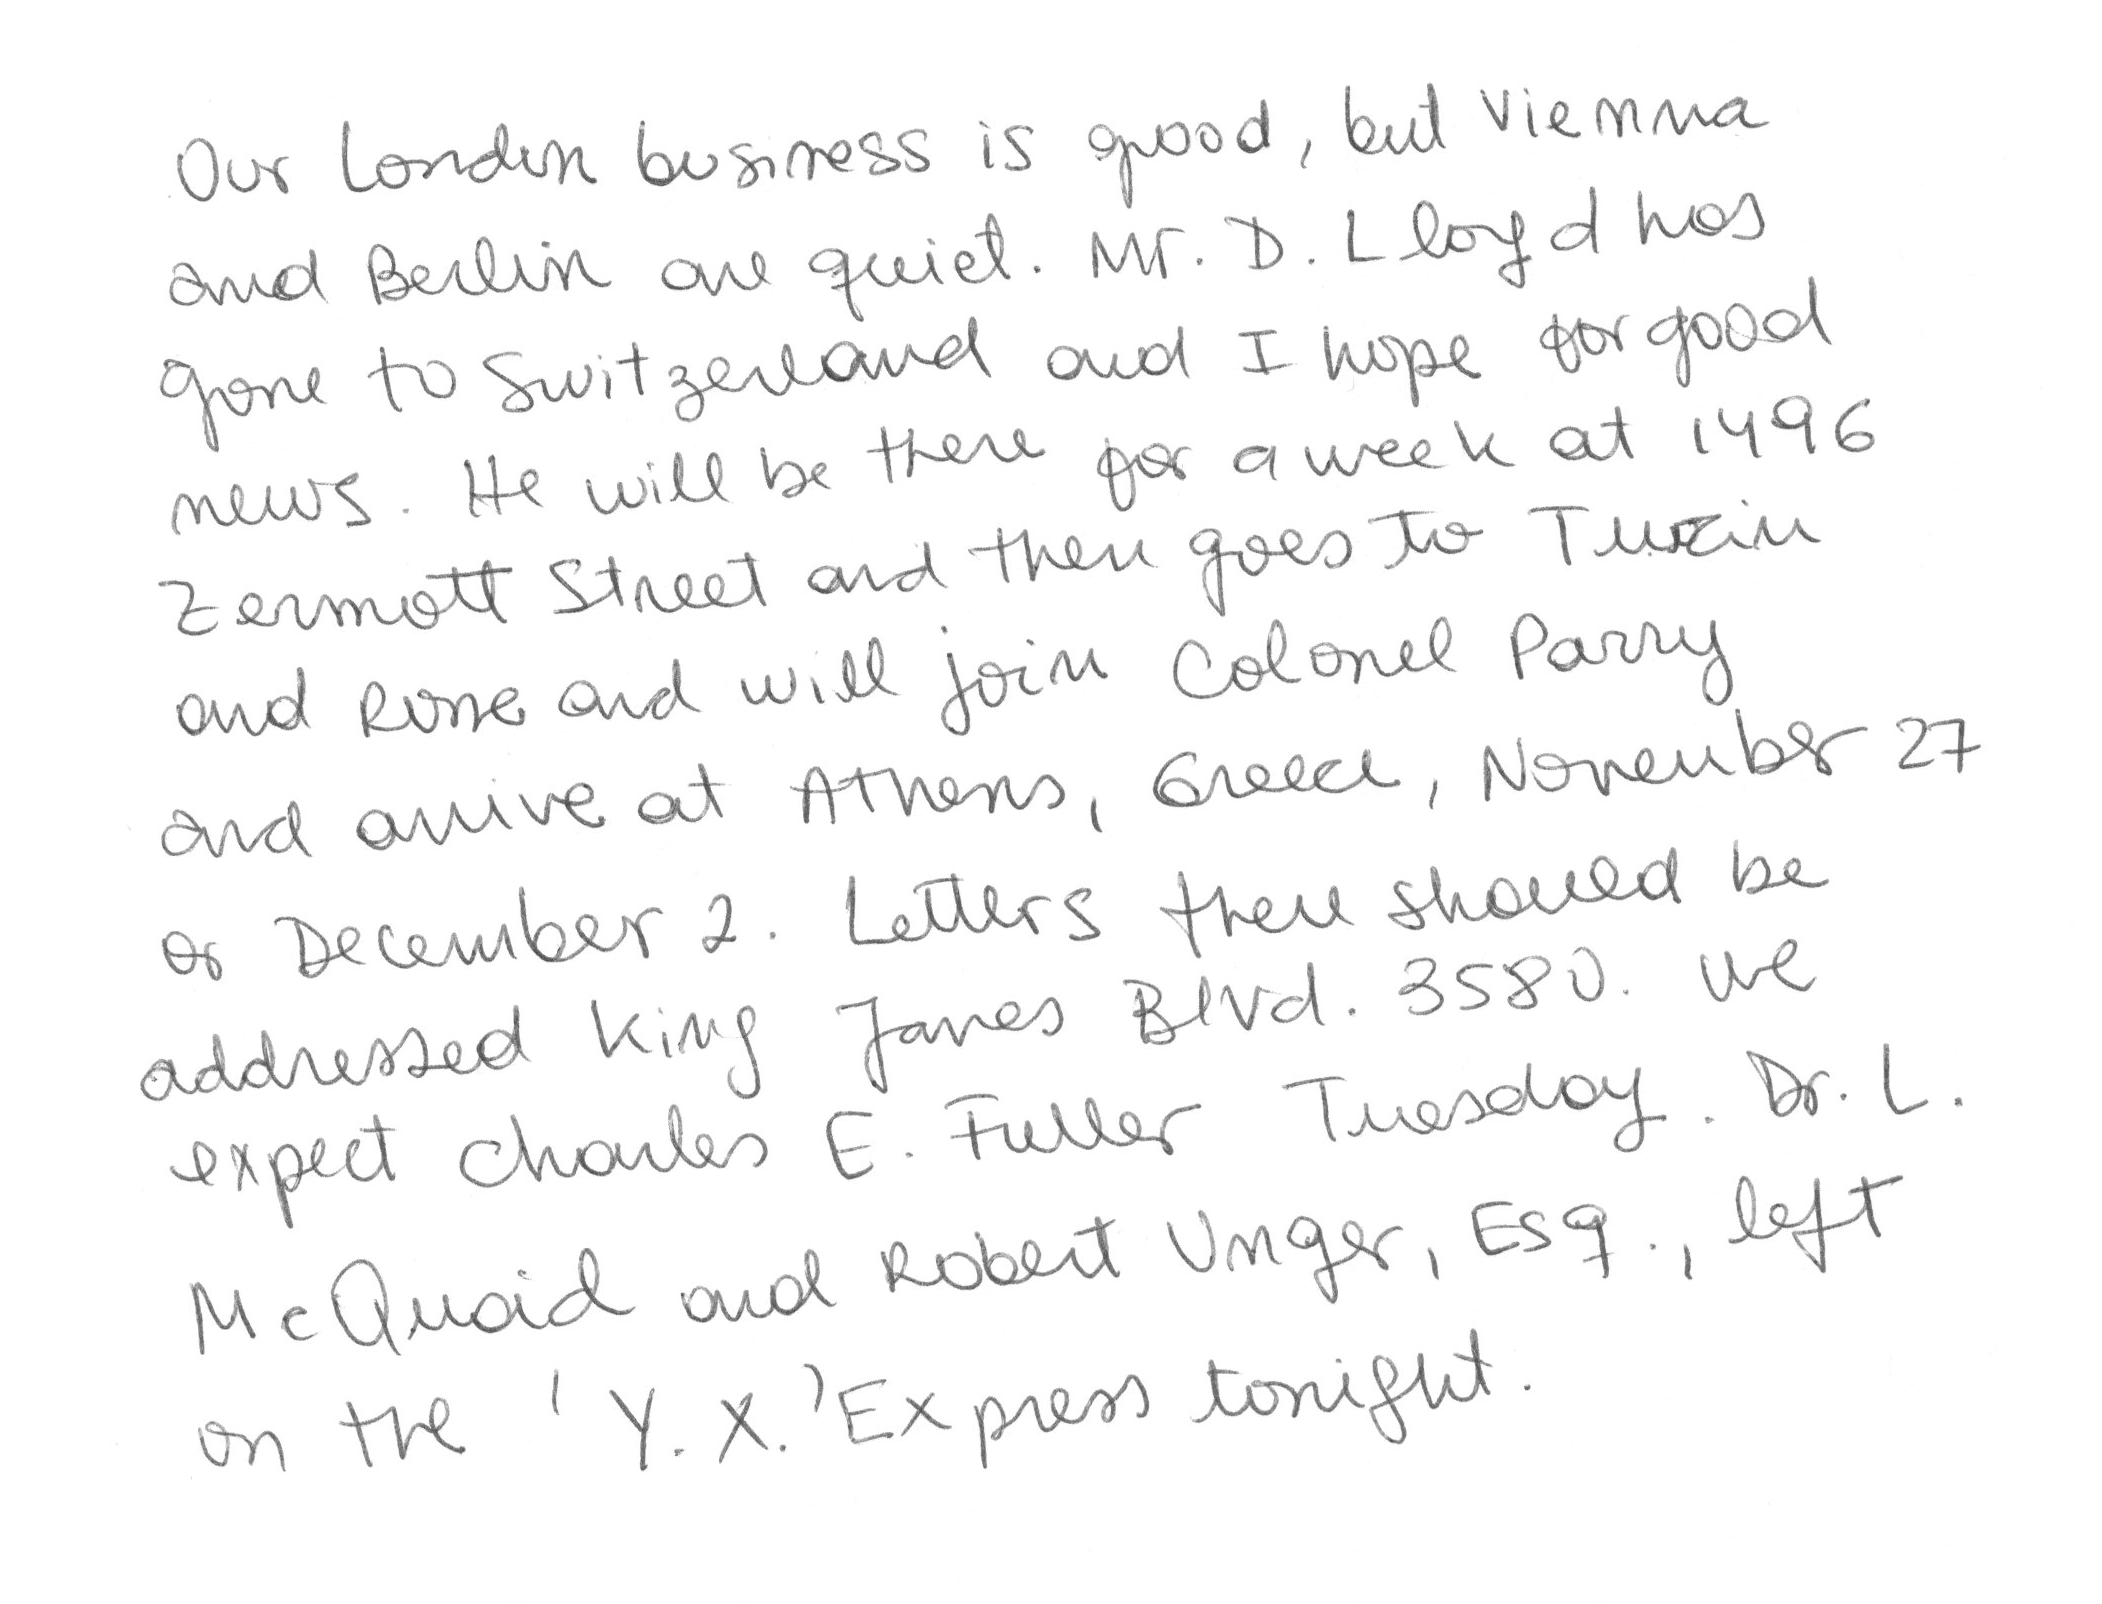 Our London business is good, but Vienna
and Berlin are quiet. Mr. D. Lloyd has
gone to Switzerland and I hope for good
news. He will be there for a week at 1496
Zermott Street and then goes to Turin
and Rome and will join Colonel Parry
and arrive at Athens, Greece, November 27
or December 2. Letters there should be
addressed King James Blvd. 3580. We
expect Charles E. Fuller Tuesday. Dr. L.
McQuaid and Robert Unger, Esq., left
on the 'Y. X.' Express tonight.